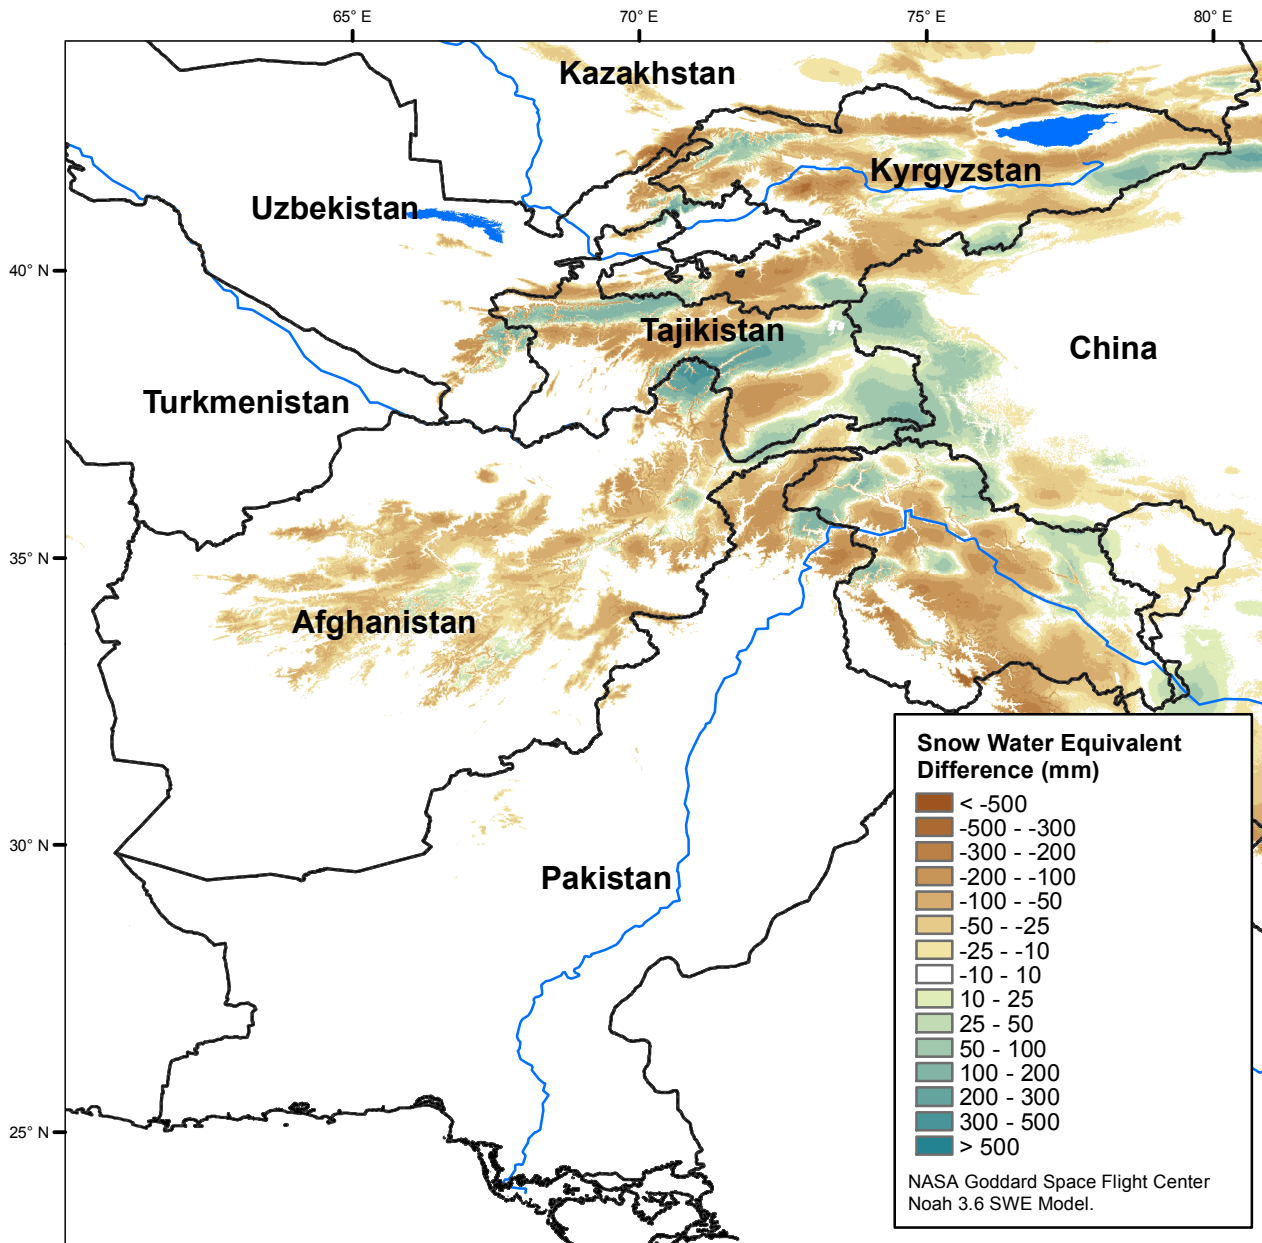 65° E
70° E
75° E
80° E
Kazakhstan
Kyrgyzstan
Uzbekistan
40° N
Tajikistan
China
Turkmenistan
35° N
Afghanistan
30° N
Pakistan
25° N
Snow Water Equivalent
Difference (mm)
< -500
-500 - -300
-300 - -200
-200 - -100
-100 - -50
-50 - -25
-25 - -10
-10 - 10
10 - 25
25 - 50
50 - 100
100 - 200
200 - 300
300 - 500
> 500
NASA Goddard Space Flight Center
Noah 3.6 SWE Model.